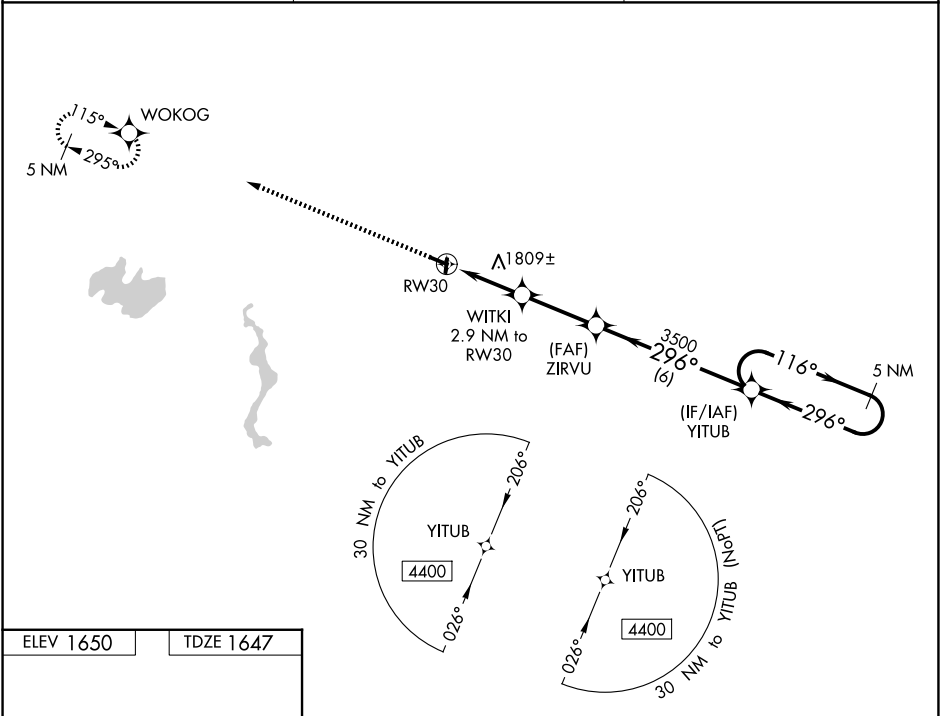 115°
WOKOG
295°
5 NM
RW30
1809±
WITKI
2.9 NM to
RW30
(FAF)
ZIRVU
3500
296°
(6)
(IF/IAF)
YITUB
116°
5 NM
296°
30 NM to YITUB
206°
YITUB
4400
026°
206°
YITUB
4400
026°
30 NM to YITUB (NoPT)
ELEV 1650
TDZE 1647